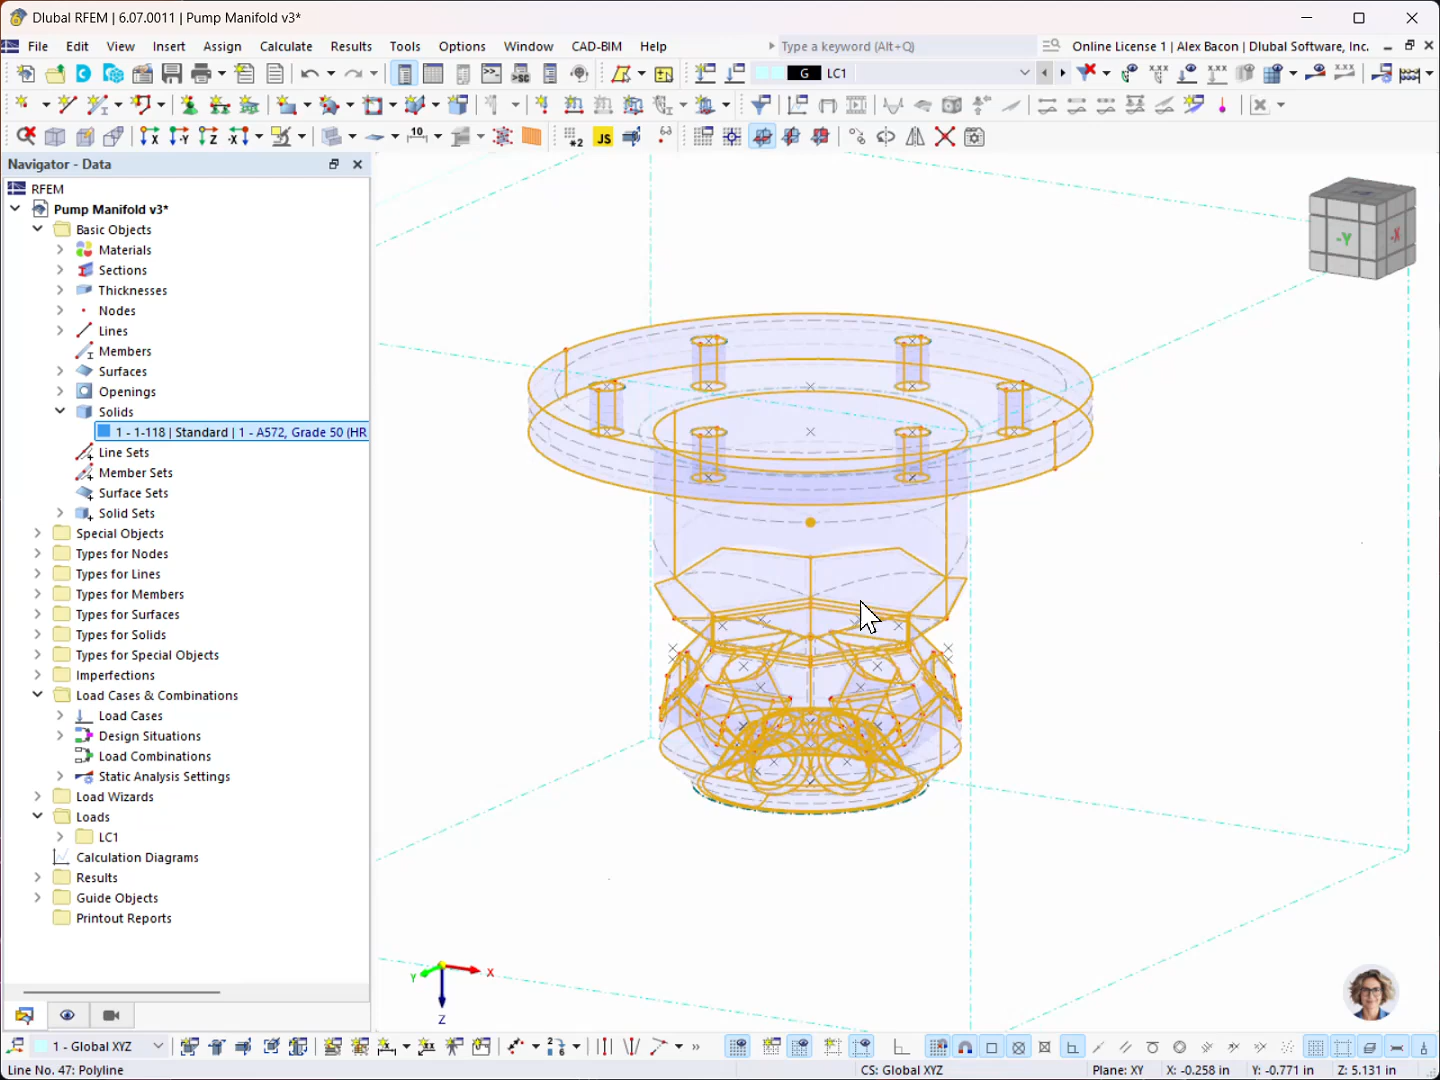 Dlubal RFEM | 6.07.0011 | Pump Manifold v3*
File Edit View Insert Assign Calculate Results Tools Options Window CAD-BIM Help
Type a keyword (Alt+Q)
Online License 1 | Alex Bacon | Dlubal Software, Inc.
G LC1
Navigator - Data
RFEM
Pump Manifold v3*
Basic Objects
Materials
Sections
Thicknesses
Nodes
Lines
Members
Surfaces
Openings
Solids
1 - 1-118 | Standard | 1 - A572, Grade 50 (HR
Line Sets
Member Sets
Surface Sets
Solid Sets
Special Objects
Types for Nodes
Types for Lines
Types for Members
Types for Surfaces
Types for Solids
Types for Special Objects
Imperfections
Load Cases & Combinations
Load Cases
Design Situations
Load Combinations
Static Analysis Settings
Load Wizards
Loads
LC1
Calculation Diagrams
Results
Guide Objects
Printout Reports
-Y
-X
X
Y
Z
1 - Global XYZ
Line No. 47: Polyline
CS: Global XYZ
Plane: XY
X: -0.258 in
Y: -0.771 in
Z: 5.131 in